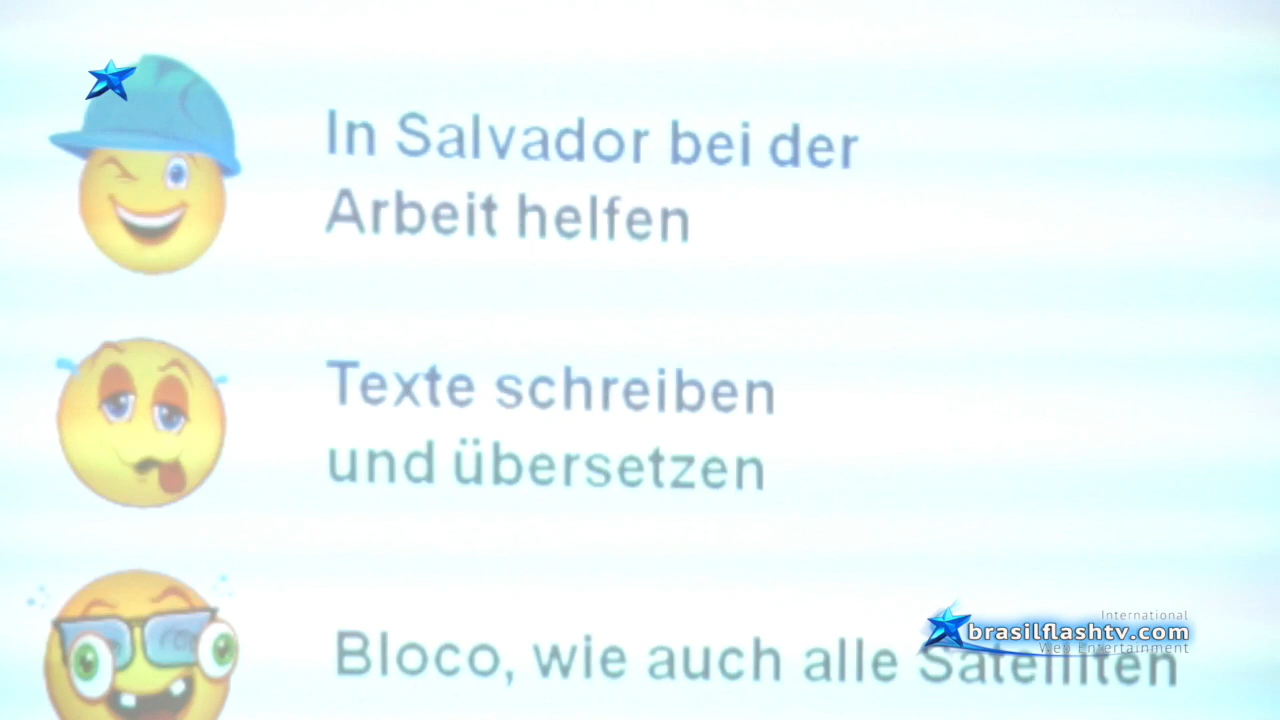 In Salvador bei der
Arbeit helfen
Texte schreiben
und übersetzen
Bloco, wie auch alle Satelliten
International
brasilflashtv.com
Web Entertainment